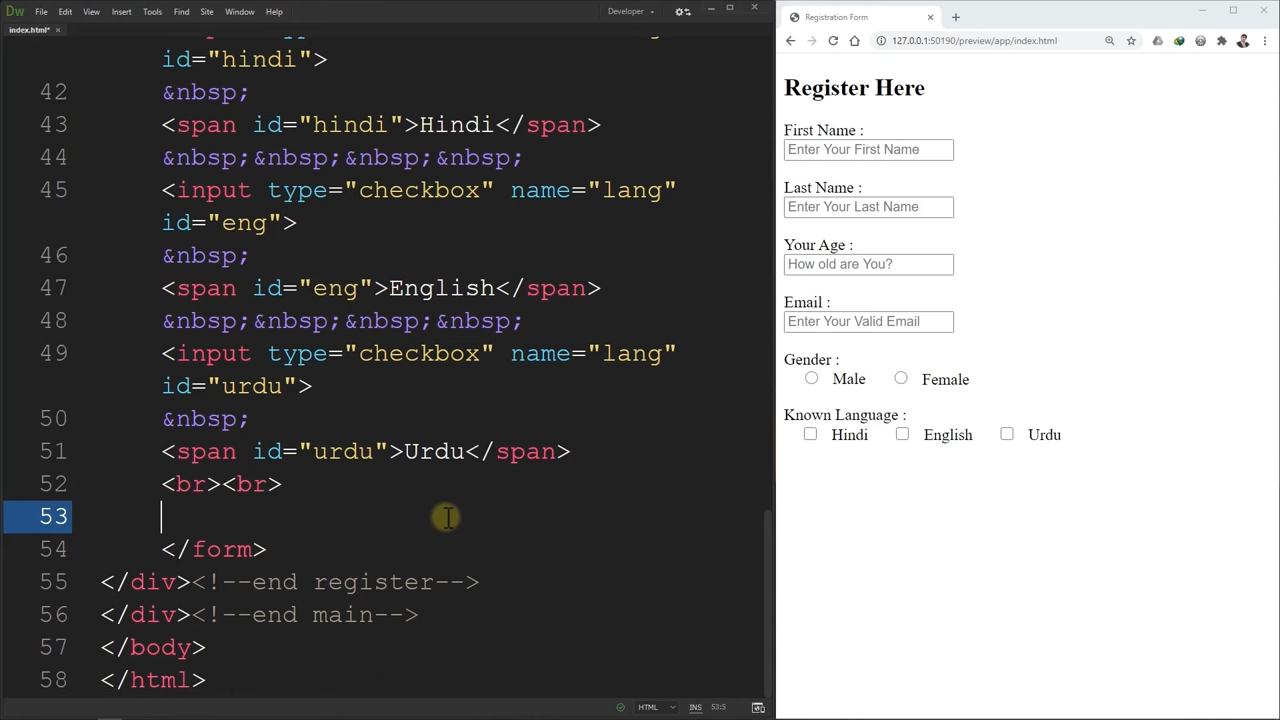 Dw File Edit View Insert Tools Find Site Window Help Developer
index.html*
id="hindi">
42 &nbsp;
43 <span id="hindi">Hindi</span>
44 &nbsp;&nbsp;&nbsp;&nbsp;
45 <input type="checkbox" name="lang"
id="eng">
46 &nbsp;
47 <span id="eng">English</span>
48 &nbsp;&nbsp;&nbsp;&nbsp;
49 <input type="checkbox" name="lang"
id="urdu">
50 &nbsp;
51 <span id="urdu">Urdu</span>
52 <br><br>
53
54 </form>
55 </div><!--end register-->
56 </div><!--end main-->
57 </body>
58 </html>
HTML INS 53:5
Registration Form
127.0.0.1:50190/preview/app/index.html
Register Here
First Name :
Enter Your First Name
Last Name :
Enter Your Last Name
Your Age :
How old are You?
Email :
Enter Your Valid Email
Gender :
Male Female
Known Language :
Hindi English Urdu